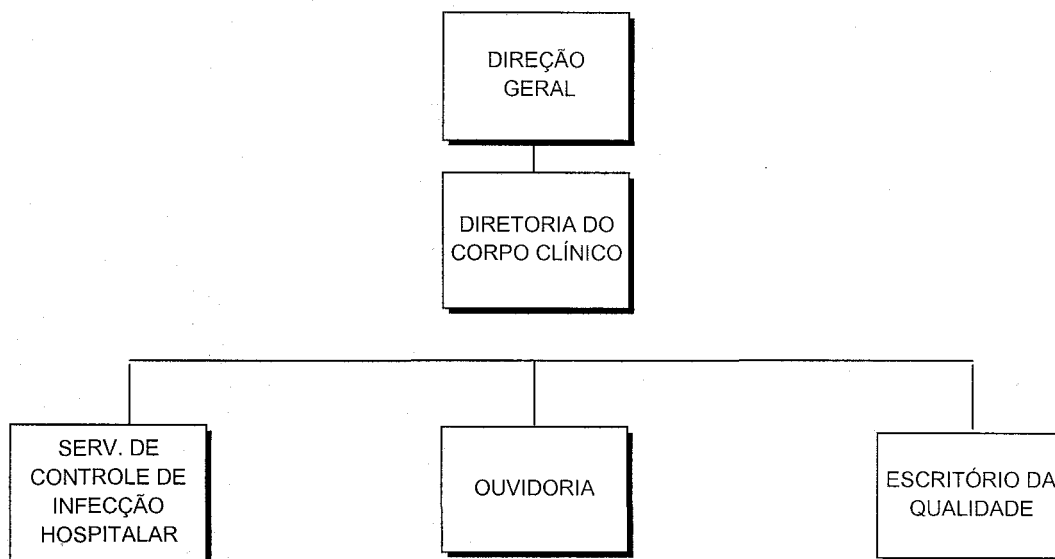 DIREÇÃO
GERAL
DIRETORIA DO
CORPO CLÍNICO
SERV. DE
CONTROLE DE
INFECÇÃO
HOSPITALAR
OUVIDORIA
ESCRITÓRIO DA
QUALIDADE